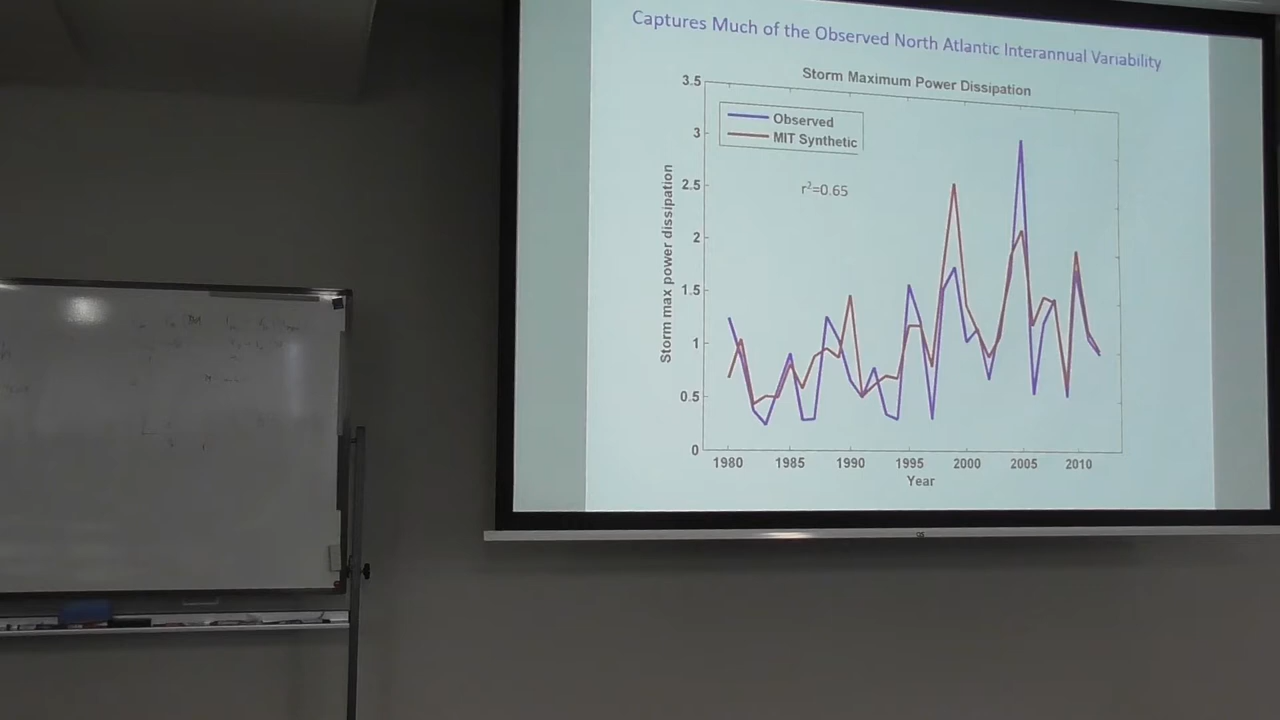 Captures Much of the Observed North Atlantic Interannual Variability
Storm Maximum Power Dissipation
Observed
MIT Synthetic
r²=0.65
Storm max power dissipation
3.5
3
2.5
2
1.5
1
0.5
0
1980 1985 1990 1995 2000 2005 2010
Year